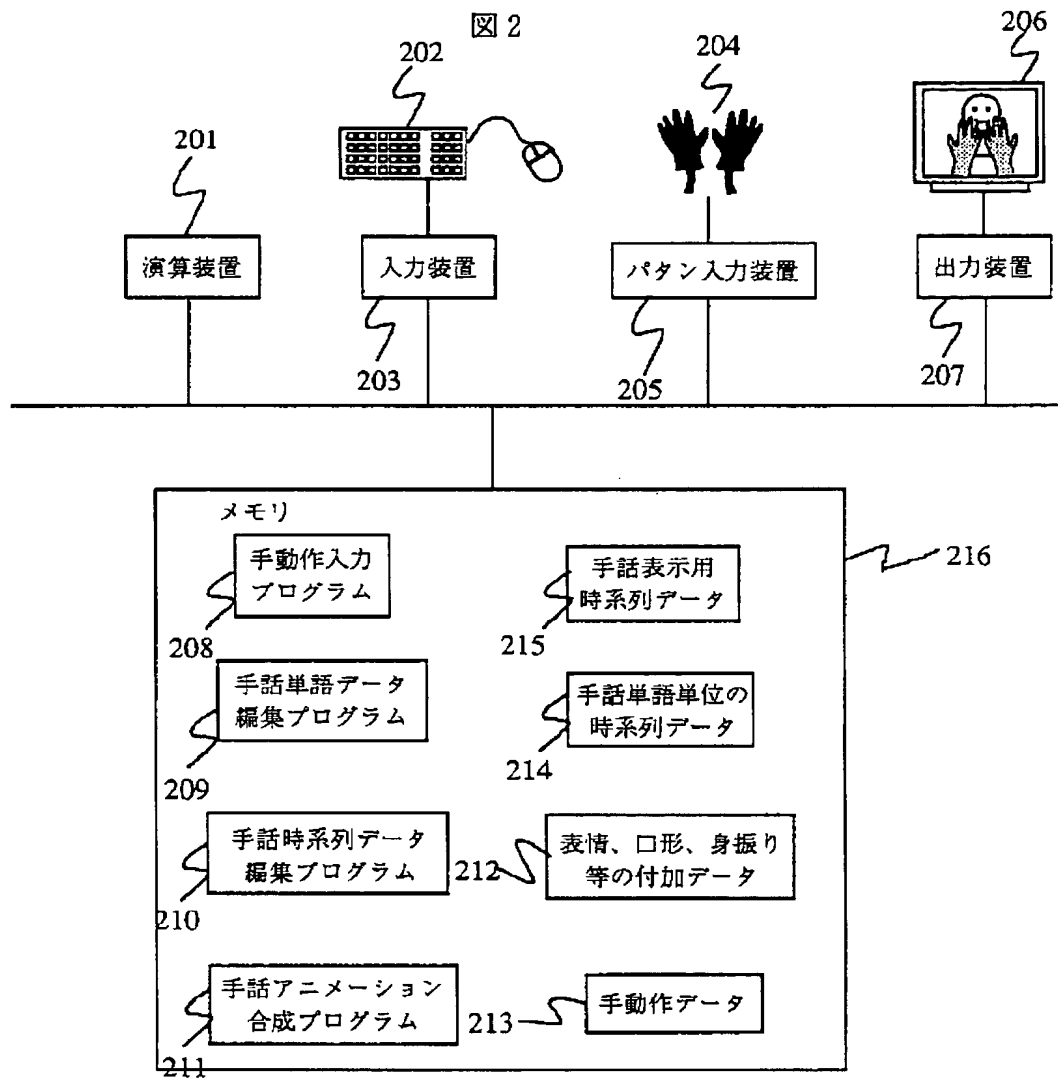 図2
206
202
204
201
演算装置
入力装置
パタン入力装置
出力装置
203
205
207
メモリ
手動作入力
プログラム
208
手話表示用
時系列データ
215
216
手話単語データ
編集プログラム
209
手話単語単位の
時系列データ
214
手話時系列データ
編集プログラム
210
212
表情、口形、身振り
等の付加データ
手話アニメーション
合成プログラム
211
213
手動作データ